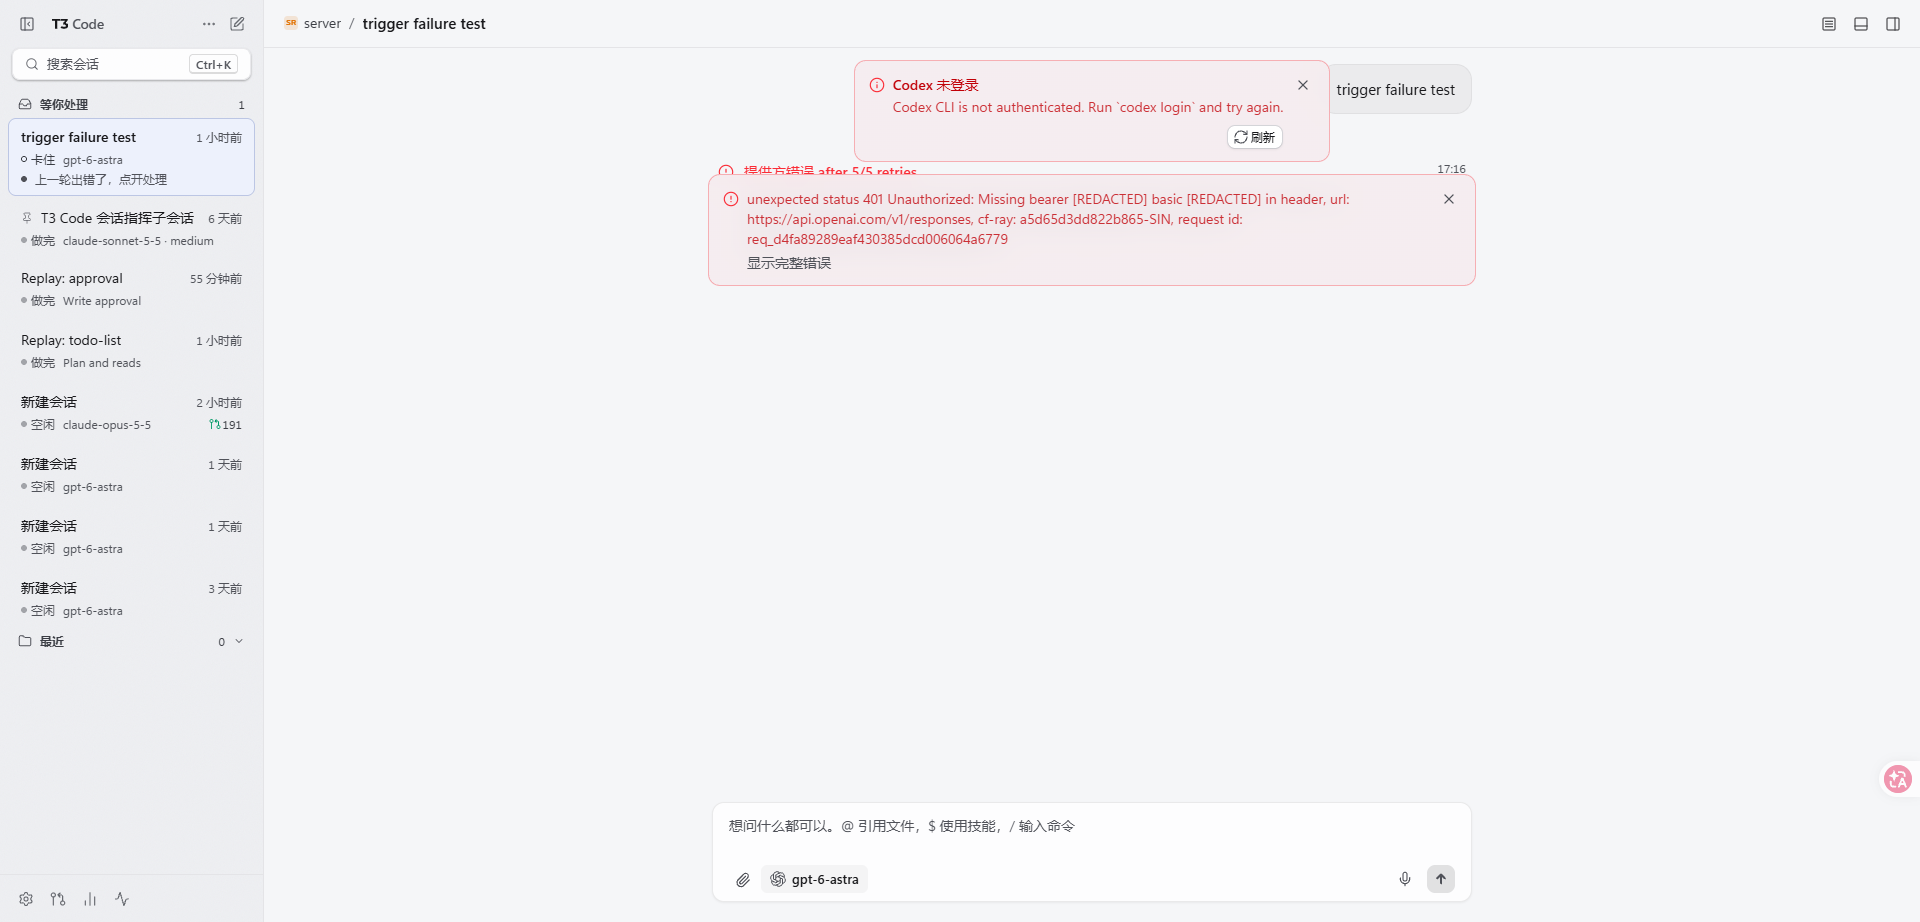 T3 Code
搜索会话
Ctrl+K
等你处理
1
trigger failure test
1 小时前
卡住 gpt-6-astra
上一轮出错了，点开处理
T3 Code 会话指挥子会话
6 天前
做完 claude-sonnet-5-5 · medium
Replay: approval
55 分钟前
做完 Write approval
Replay: todo-list
1 小时前
做完 Plan and reads
新建会话
2 小时前
空闲 claude-opus-5-5
191
新建会话
1 天前
空闲 gpt-6-astra
新建会话
1 天前
空闲 gpt-6-astra
新建会话
3 天前
空闲 gpt-6-astra
最近
0
SR server / trigger failure test
trigger failure test
Codex 未登录
Codex CLI is not authenticated. Run `codex login` and try again.
刷新
提供方错误 after 5/5 retries
17:16
unexpected status 401 Unauthorized: Missing bearer [REDACTED] basic [REDACTED] in header, url:
https://api.openai.com/v1/responses, cf-ray: a5d65d3dd822b865-SIN, request id:
req_d4fa89289eaf430385dcd006064a6779
显示完整错误
想问什么都可以。@ 引用文件，$ 使用技能，/ 输入命令
gpt-6-astra